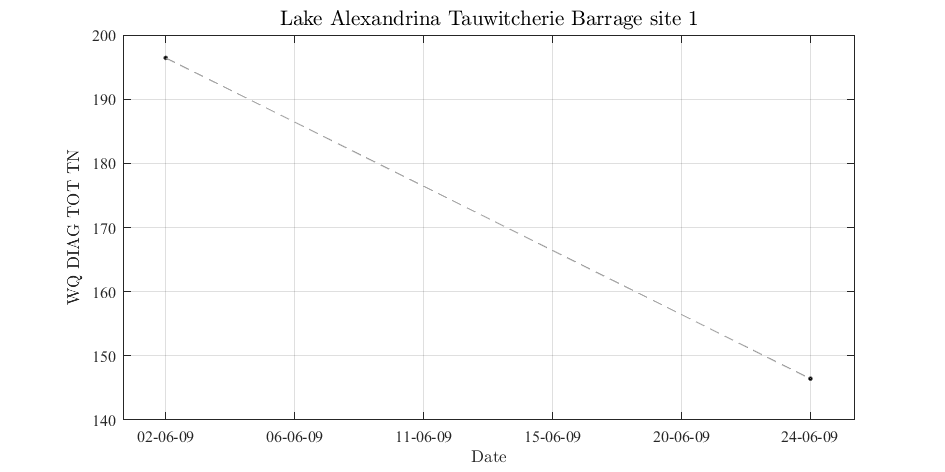 Lake Alexandrina Tauwitcherie Barrage site 1
200
190
180
170
160
150
140
WQ DIAG TOT TN
02-06-09 06-06-09 11-06-09 15-06-09 20-06-09 24-06-09
Date